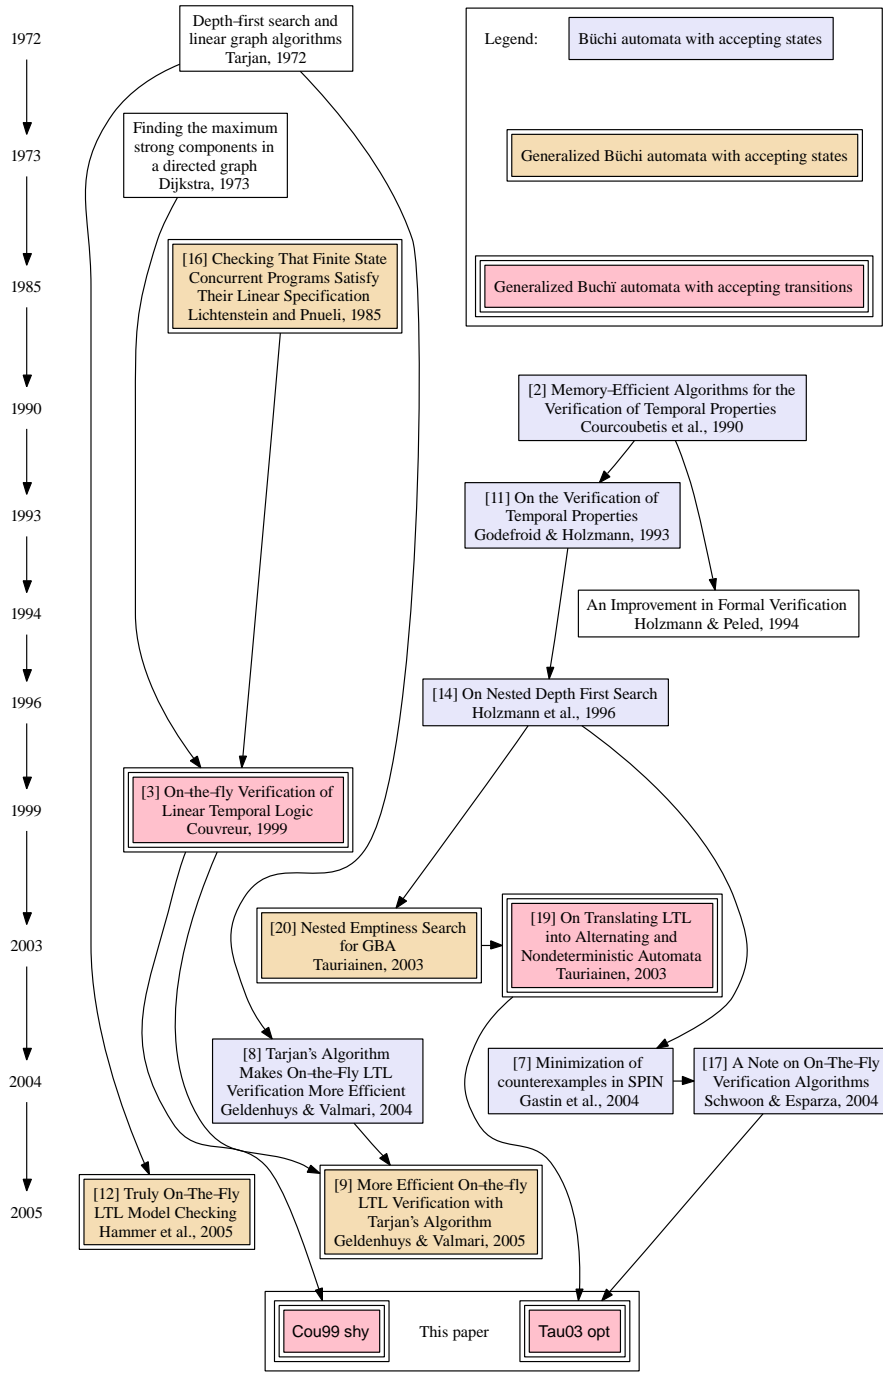 1972
Depth-first search and
linear graph algorithms
Tarjan, 1972
Legend:
Büchi automata with accepting states
1973
Finding the maximum
strong components in
a directed graph
Dijkstra, 1973
Generalized Büchi automata with accepting states
1985
[16] Checking That Finite State
Concurrent Programs Satisfy
Their Linear Specification
Lichtenstein and Pnueli, 1985
Generalized Buchï automata with accepting transitions
1990
[2] Memory-Efficient Algorithms for the
Verification of Temporal Properties
Courcoubetis et al., 1990
1993
[11] On the Verification of
Temporal Properties
Godefroid & Holzmann, 1993
1994
An Improvement in Formal Verification
Holzmann & Peled, 1994
1996
[14] On Nested Depth First Search
Holzmann et al., 1996
1999
[3] On-the-fly Verification of
Linear Temporal Logic
Couvreur, 1999
2003
[20] Nested Emptiness Search
for GBA
Tauriainen, 2003
[19] On Translating LTL
into Alternating and
Nondeterministic Automata
Tauriainen, 2003
2004
[8] Tarjan's Algorithm
Makes On-the-Fly LTL
Verification More Efficient
Geldenhuys & Valmari, 2004
[7] Minimization of
counterexamples in SPIN
Gastin et al., 2004
[17] A Note on On-The-Fly
Verification Algorithms
Schwoon & Esparza, 2004
2005
[12] Truly On-The-Fly
LTL Model Checking
Hammer et al., 2005
[9] More Efficient On-the-fly
LTL Verification with
Tarjan's Algorithm
Geldenhuys & Valmari, 2005
Cou99 shy
This paper
Tau03 opt